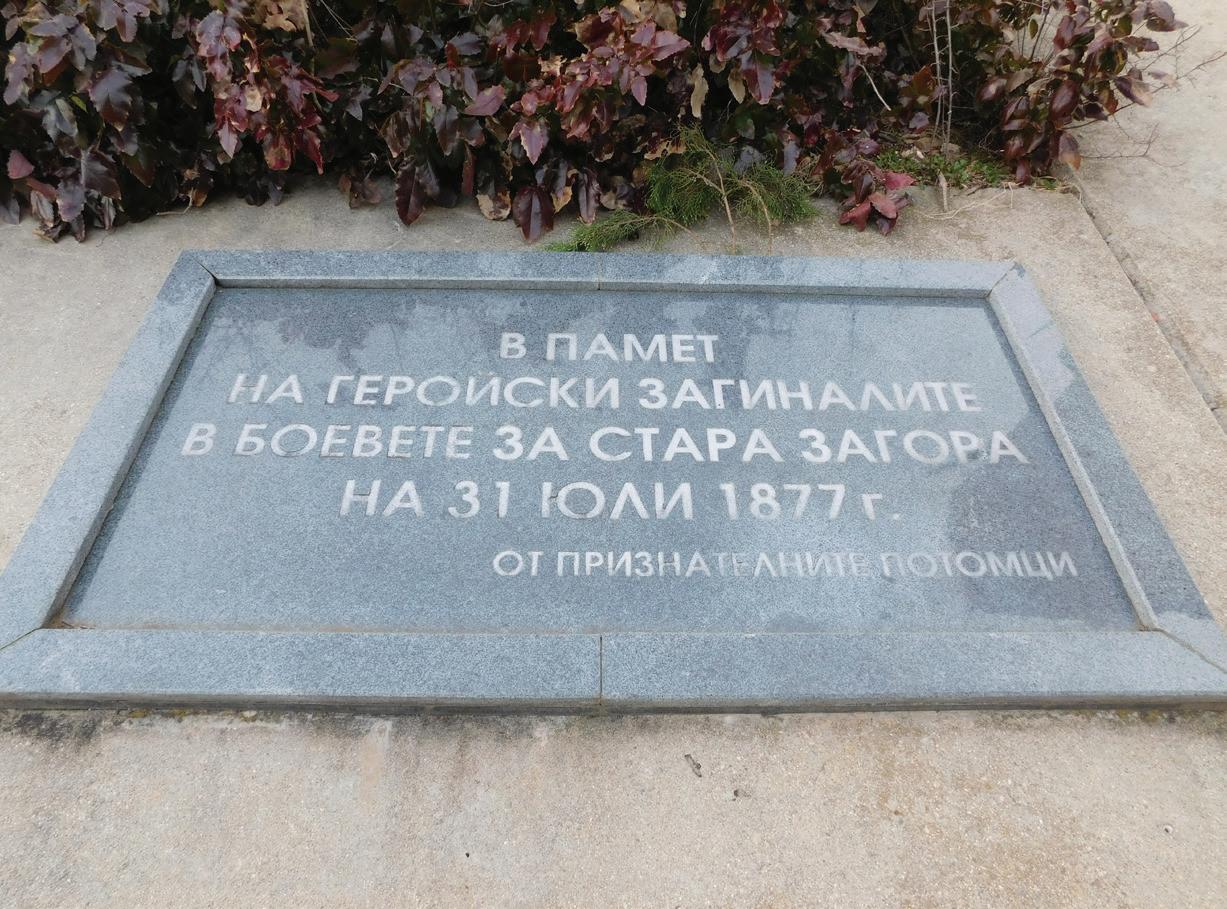 В ПАМЕТ
НА ГЕРОЙСКИ ЗАГИНАЛИТЕ
В БОЕВЕТЕ ЗА СТАРА ЗАГОРА
НА 31 ЮЛИ 1877 г.
ОТ ПРИЗНАТЕЛНИТЕ ПОТОМЦИ